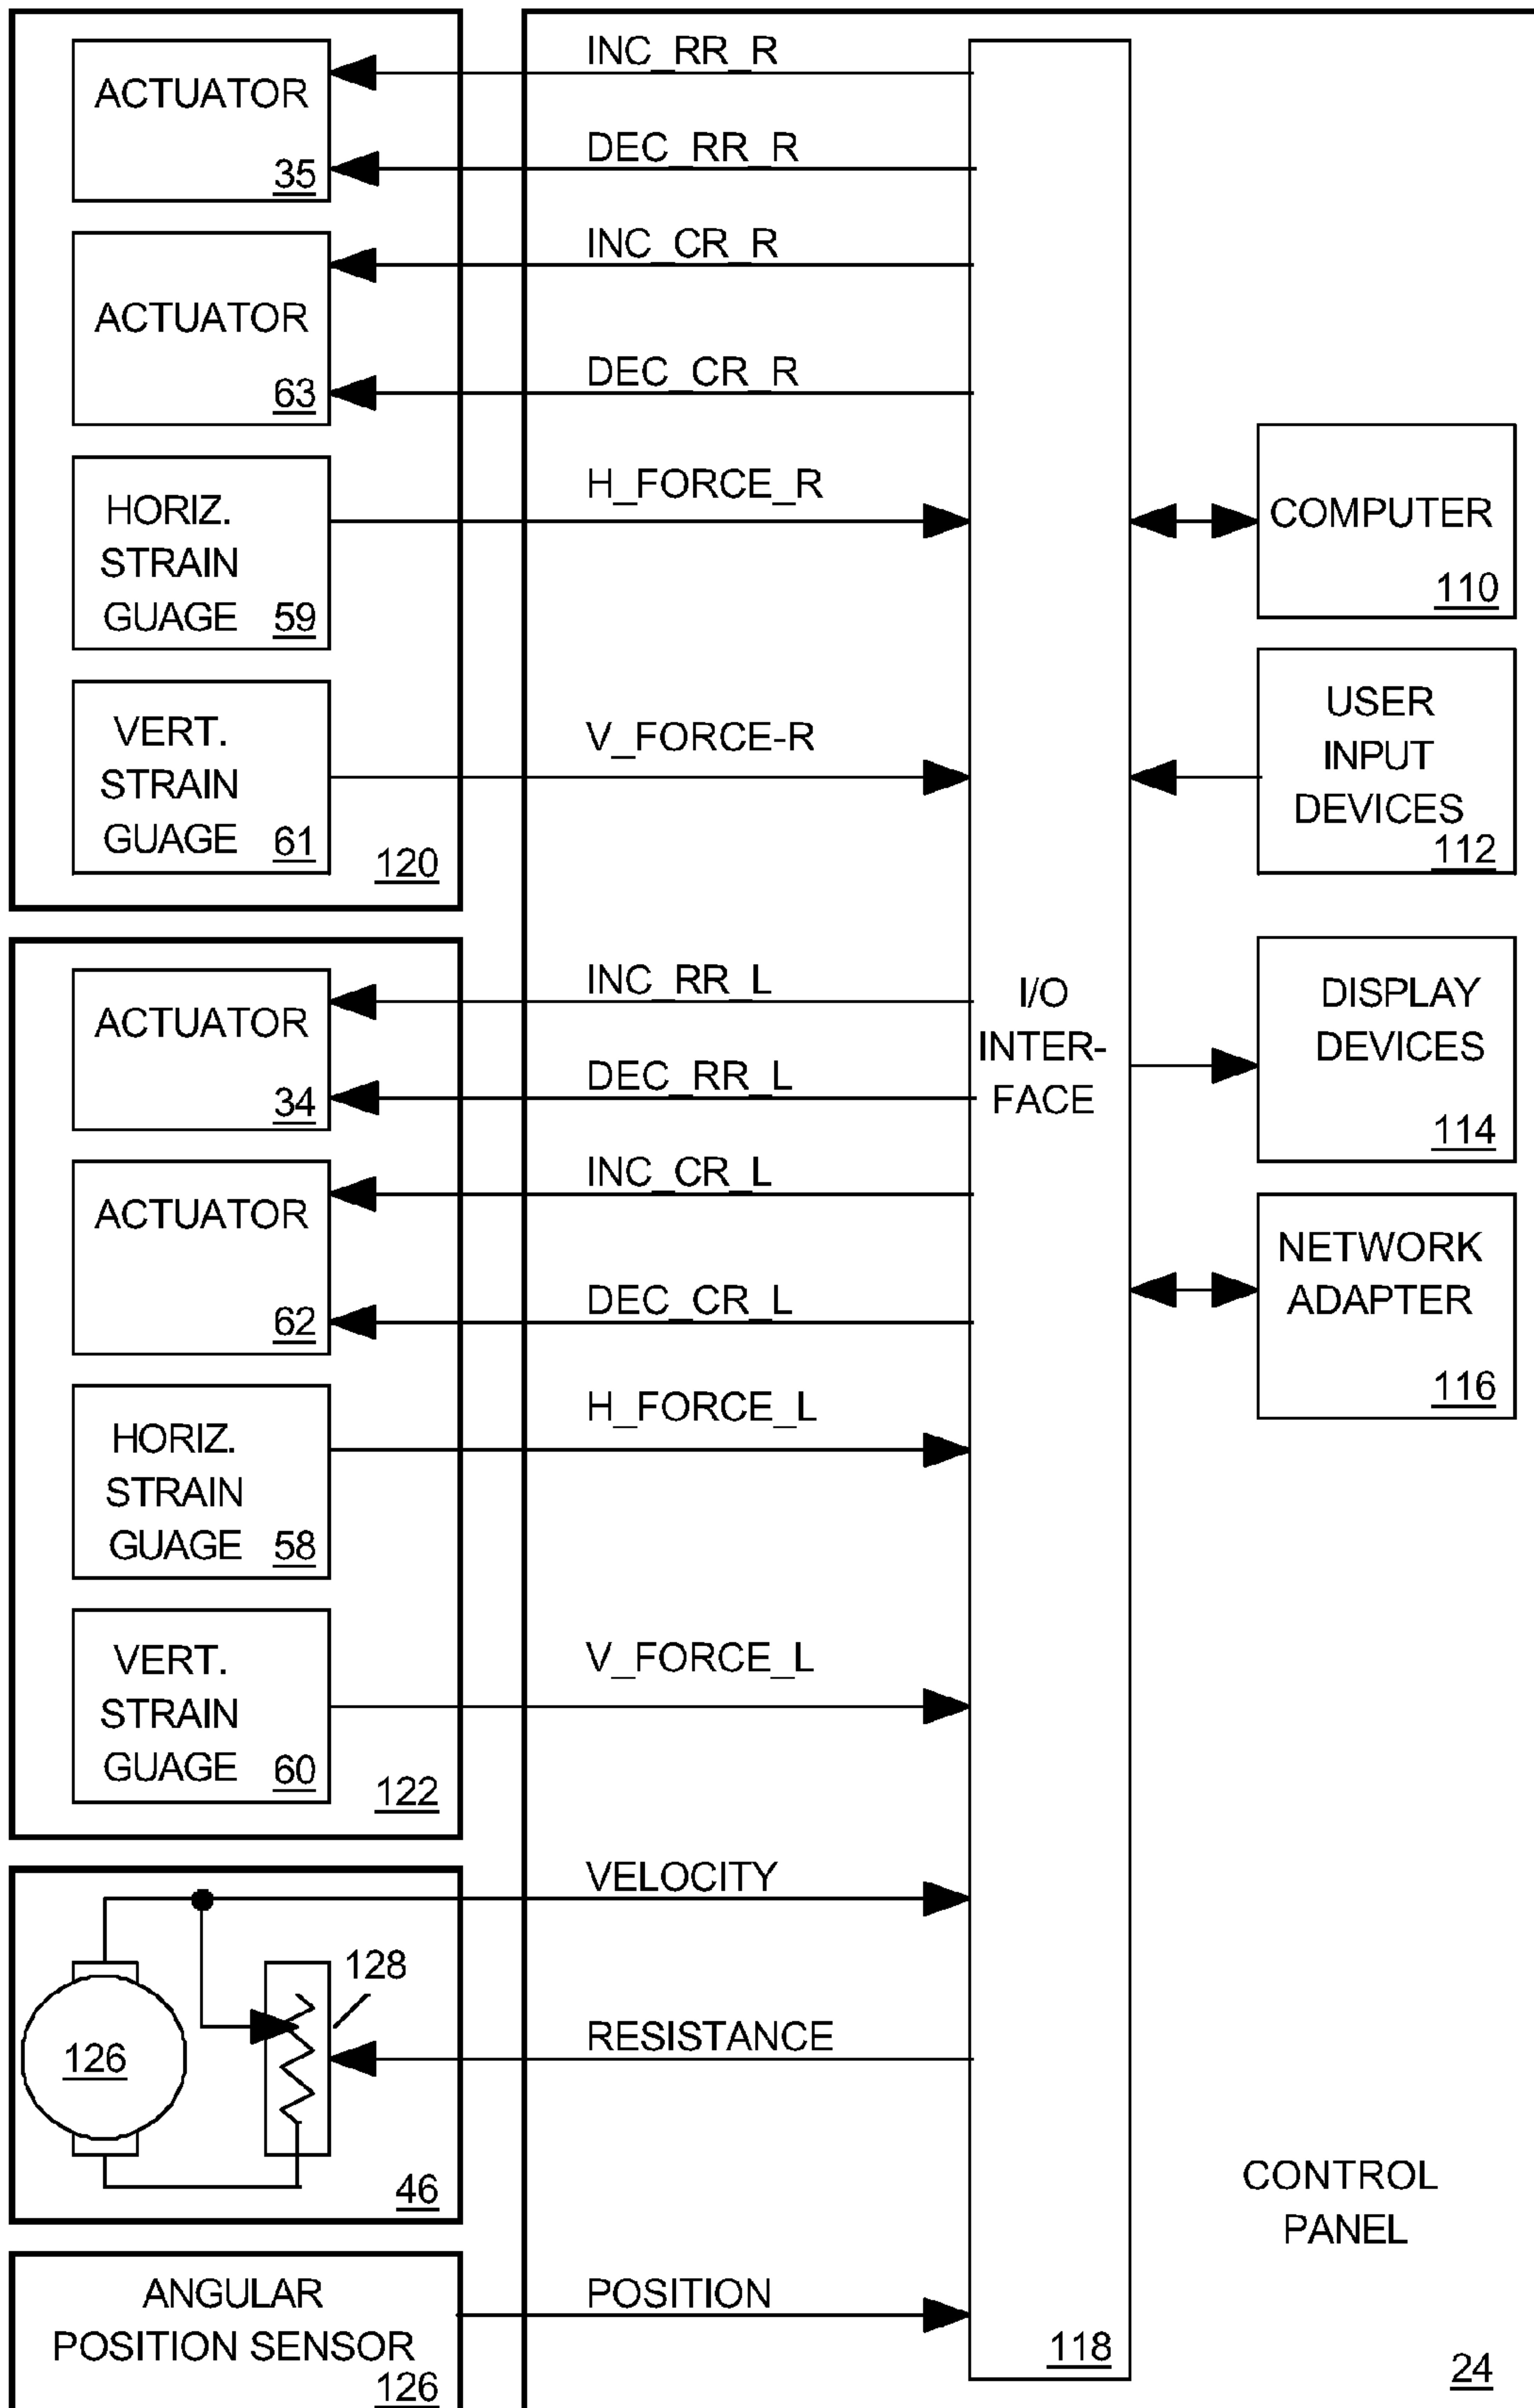 ACTUATOR
35
ACTUATOR
63
HORIZ.
STRAIN
GUAGE 59
VERT.
STRAIN
GUAGE 61
120
INC_RR_R
DEC_RR_R
INC_CR_R
DEC_CR_R
H_FORCE_R
V_FORCE-R
ACTUATOR
34
ACTUATOR
62
HORIZ.
STRAIN
GUAGE 58
VERT.
STRAIN
GUAGE 60
122
INC_RR_L
DEC_RR_L
INC_CR_L
DEC_CR_L
H_FORCE_L
V_FORCE_L
126
128
46
VELOCITY
RESISTANCE
ANGULAR
POSITION SENSOR
126
POSITION
I/O
INTER-
FACE
118
COMPUTER
110
USER
INPUT
DEVICES
112
DISPLAY
DEVICES
114
NETWORK
ADAPTER
116
CONTROL
PANEL
24